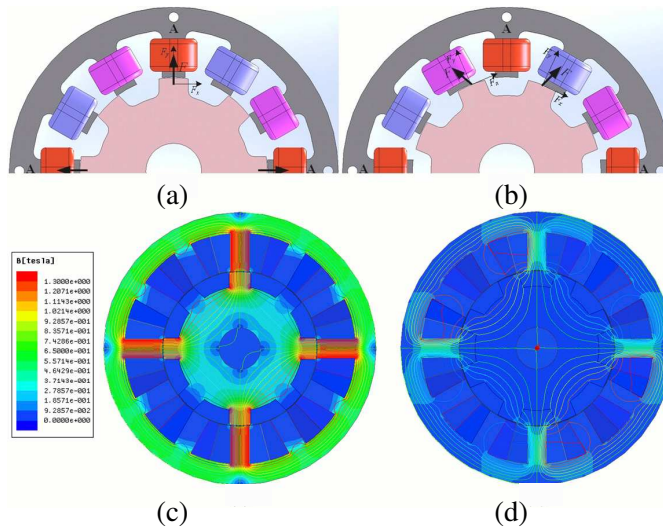 A
F_y
F
F_x
A
A
A
F_y
F
F_x
F_y
F
F_x
A
A
(a)
(b)
B[tesla]
1.3000e+000
1.2071e+000
1.1143e+000
1.0214e+000
9.2857e-001
8.3571e-001
7.4286e-001
6.5000e-001
5.5714e-001
4.6429e-001
3.7143e-001
2.7857e-001
1.8571e-001
9.2857e-002
0.0000e+000
(c)
(d)